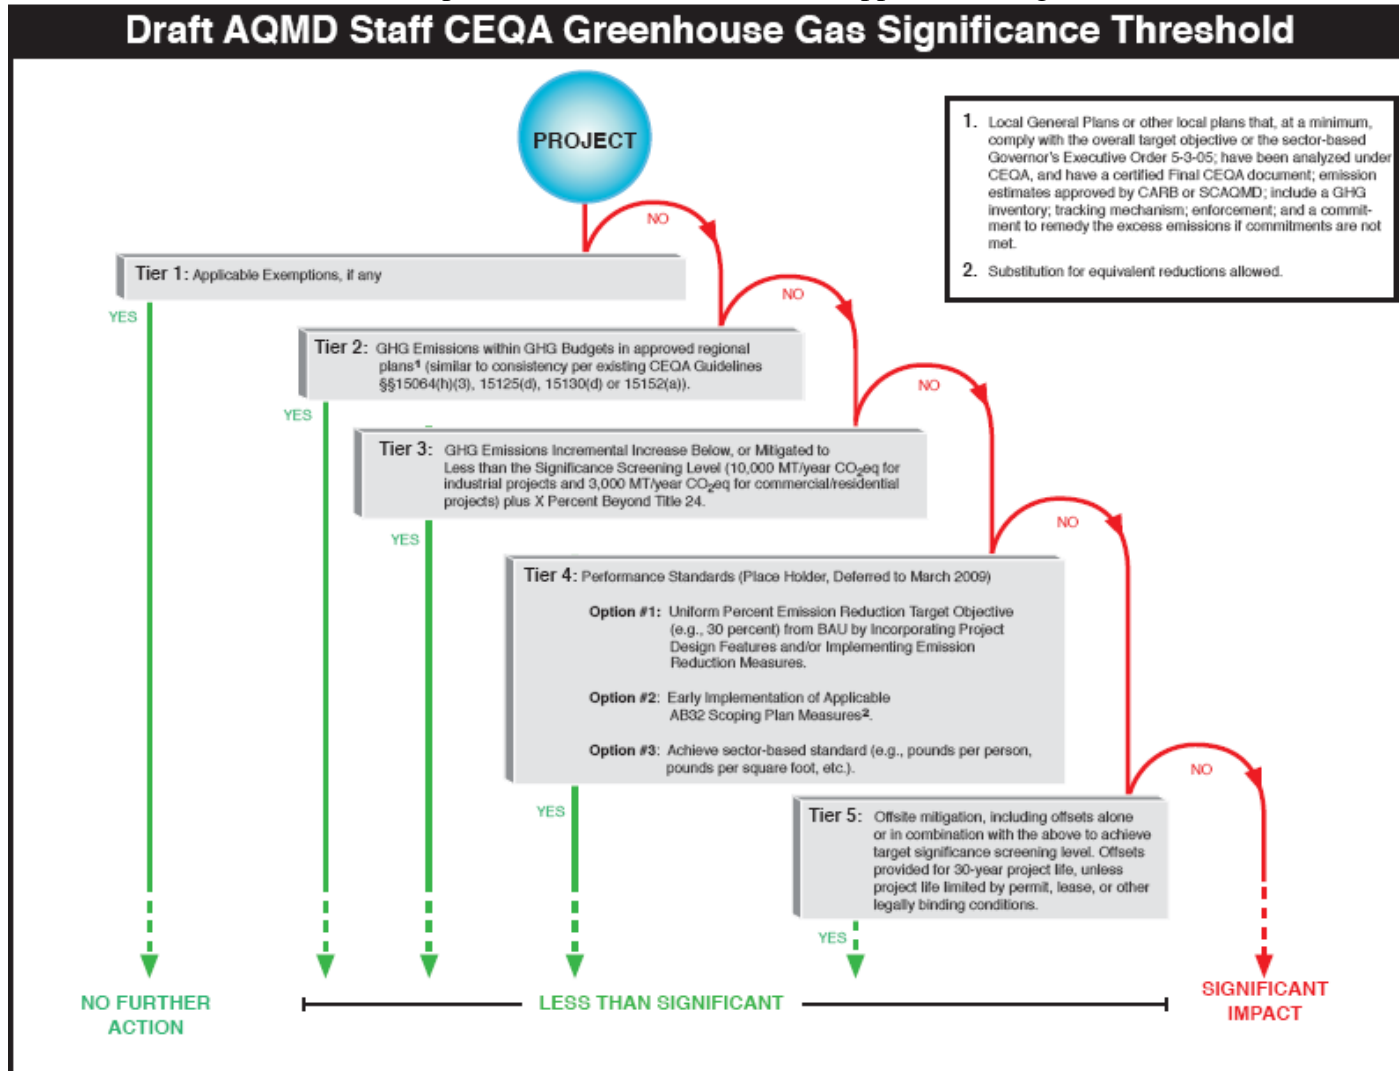 Draft AQMD Staff CEQA Greenhouse Gas Significance Threshold
PROJECT
1. Local General Plans or other local plans that, at a minimum,
comply with the overall target objective or the sector-based
Governor's Executive Order 5-3-05; have been analyzed under
CEQA, and have a certified Final CEQA document; emission
estimates approved by CARB or SCAQMD; include a GHG
inventory; tracking mechanism; enforcement; and a commit-
ment to remedy the excess emissions if commitments are not
met.
2. Substitution for equivalent reductions allowed.
NO
Tier 1: Applicable Exemptions, if any
YES
NO
Tier 2: GHG Emissions within GHG Budgets in approved regional
plans1 (similar to consistency per existing CEQA Guidelines
§§15064(h)(3), 15125(d), 15130(d) or 15152(a)).
YES
NO
Tier 3: GHG Emissions Incremental Increase Below, or Mitigated to
Less than the Significance Screening Level (10,000 MT/year CO2eq for
industrial projects and 3,000 MT/year CO2eq for commercial/residential
projects) plus X Percent Beyond Title 24.
YES
NO
Tier 4: Performance Standards (Place Holder, Deferred to March 2009)
Option #1: Uniform Percent Emission Reduction Target Objective
(e.g., 30 percent) from BAU by Incorporating Project
Design Features and/or Implementing Emission
Reduction Measures.
Option #2: Early Implementation of Applicable
AB32 Scoping Plan Measures2.
Option #3: Achieve sector-based standard (e.g., pounds per person,
pounds per square foot, etc.).
YES
NO
Tier 5: Offsite mitigation, including offsets alone
or in combination with the above to achieve
target significance screening level. Offsets
provided for 30-year project life, unless
project life limited by permit, lease, or other
legally binding conditions.
YES
NO FURTHER
ACTION
LESS THAN SIGNIFICANT
SIGNIFICANT
IMPACT